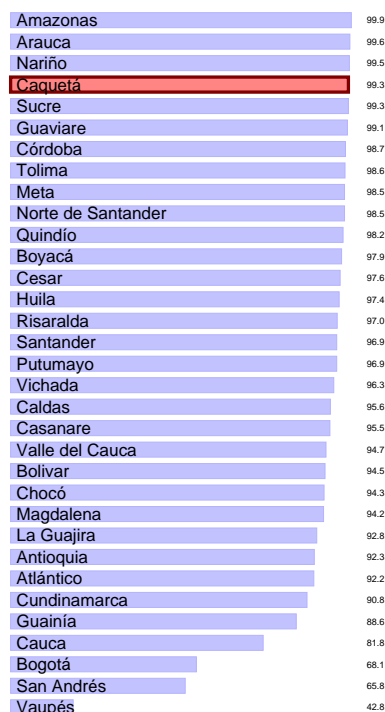 Amazonas 99.9
Arauca 99.6
Nariño 99.5
Caquetá 99.3
Sucre 99.3
Guaviare 99.1
Córdoba 98.7
Tolima 98.6
Meta 98.5
Norte de Santander 98.5
Quindío 98.2
Boyacá 97.9
Cesar 97.6
Huila 97.4
Risaralda 97.0
Santander 96.9
Putumayo 96.9
Vichada 96.3
Caldas 95.6
Casanare 95.5
Valle del Cauca 94.7
Bolivar 94.5
Chocó 94.3
Magdalena 94.2
La Guajira 92.8
Antioquia 92.3
Atlántico 92.2
Cundinamarca 90.8
Guainía 88.6
Cauca 81.8
Bogotá 68.1
San Andrés 65.8
Vaupés 42.8